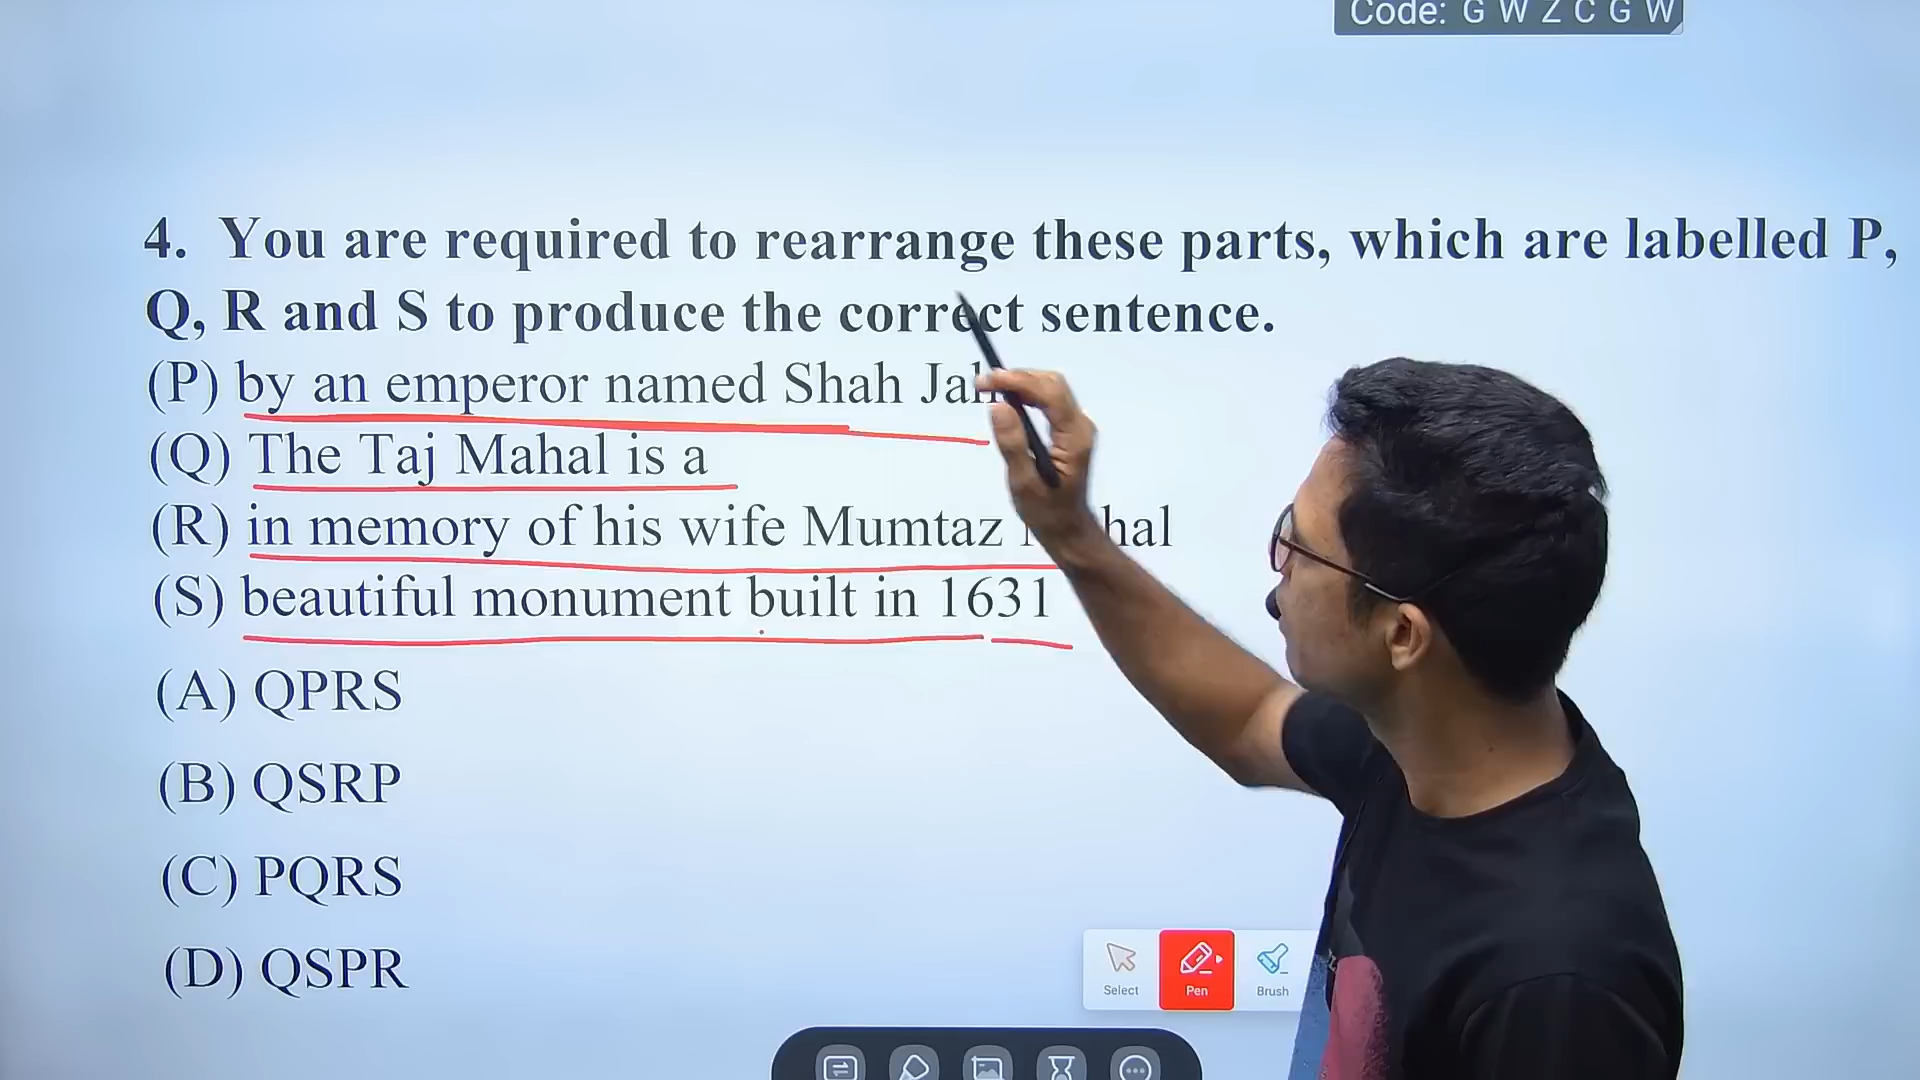 Code: G W Z C G W
4. You are required to rearrange these parts, which are labelled P,
Q, R and S to produce the correct sentence.
(P) by an emperor named Shah
(Q) The Taj Mahal is a
(R) in memory of his wife Mumtaz
(S) beautiful monument built in 1631
(A) QPRS
(B) QSRP
(C) PQRS
(D) QSPR
Select Pen Brush